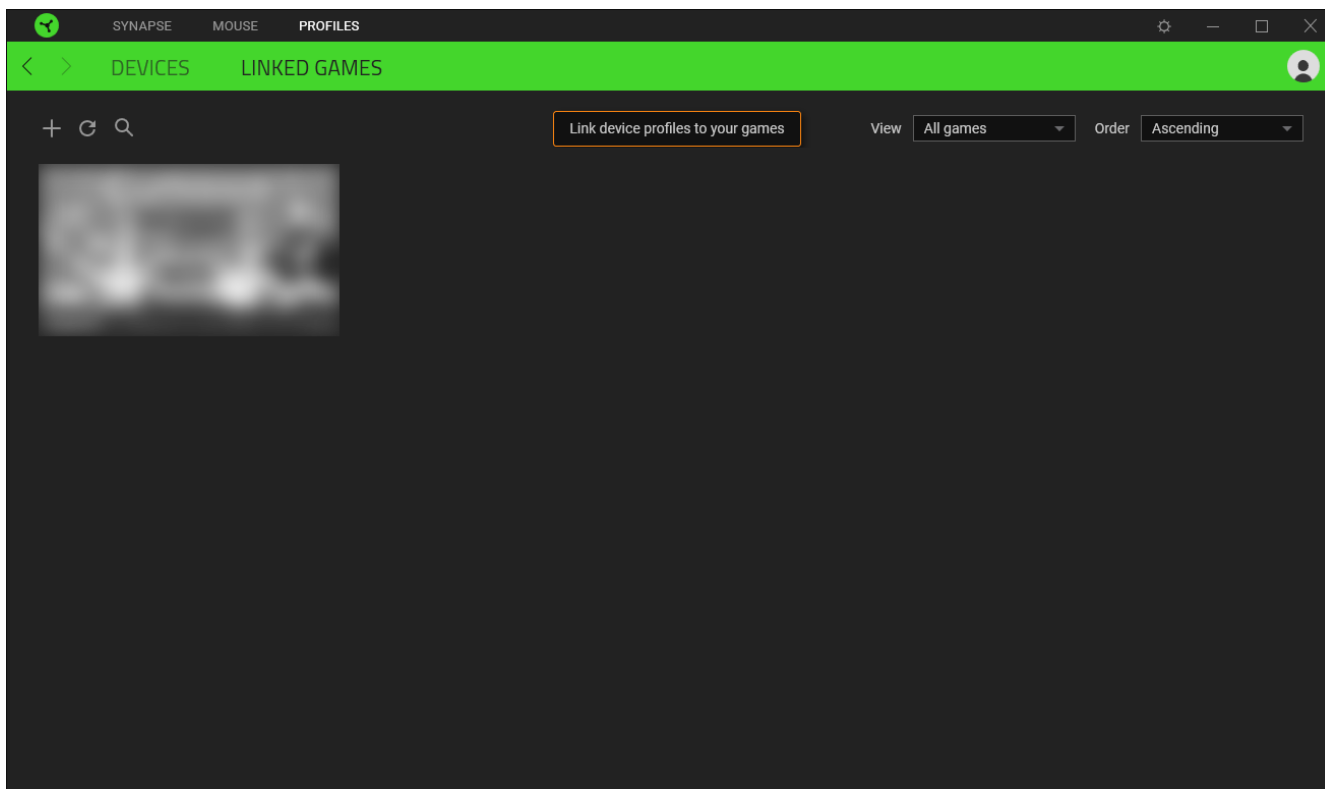 SYNAPSE MOUSE PROFILES
DEVICES LINKED GAMES
Link device profiles to your games View All games Order Ascending